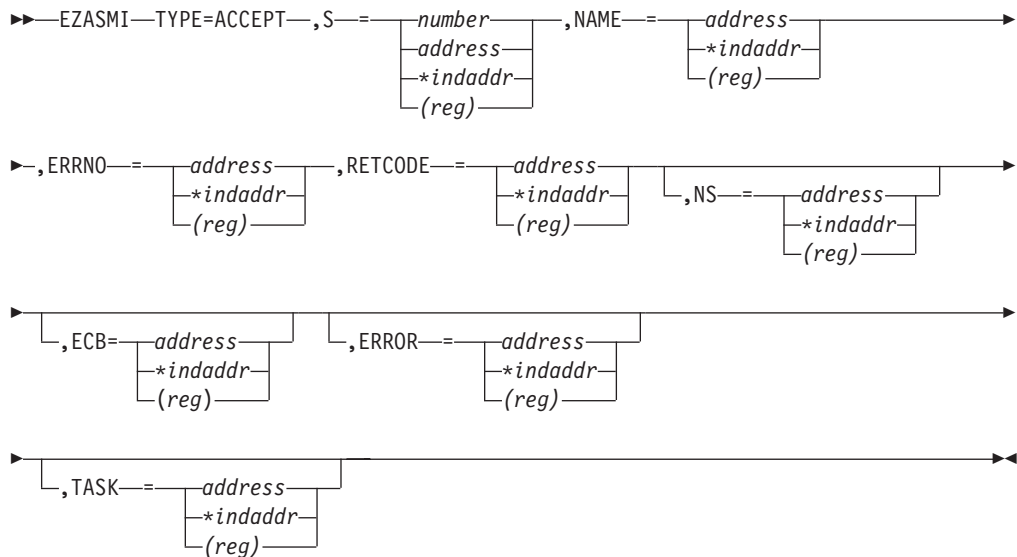 EZASMI TYPE=ACCEPT ,S = number ,NAME = address
address *indaddr
*indaddr (reg)
(reg)
,ERRNO = address ,RETCODE = address ,NS = address
*indaddr *indaddr *indaddr
(reg) (reg) (reg)
,ECB= address ,ERROR = address
*indaddr *indaddr
(reg) (reg)
,TASK = address
*indaddr
(reg)